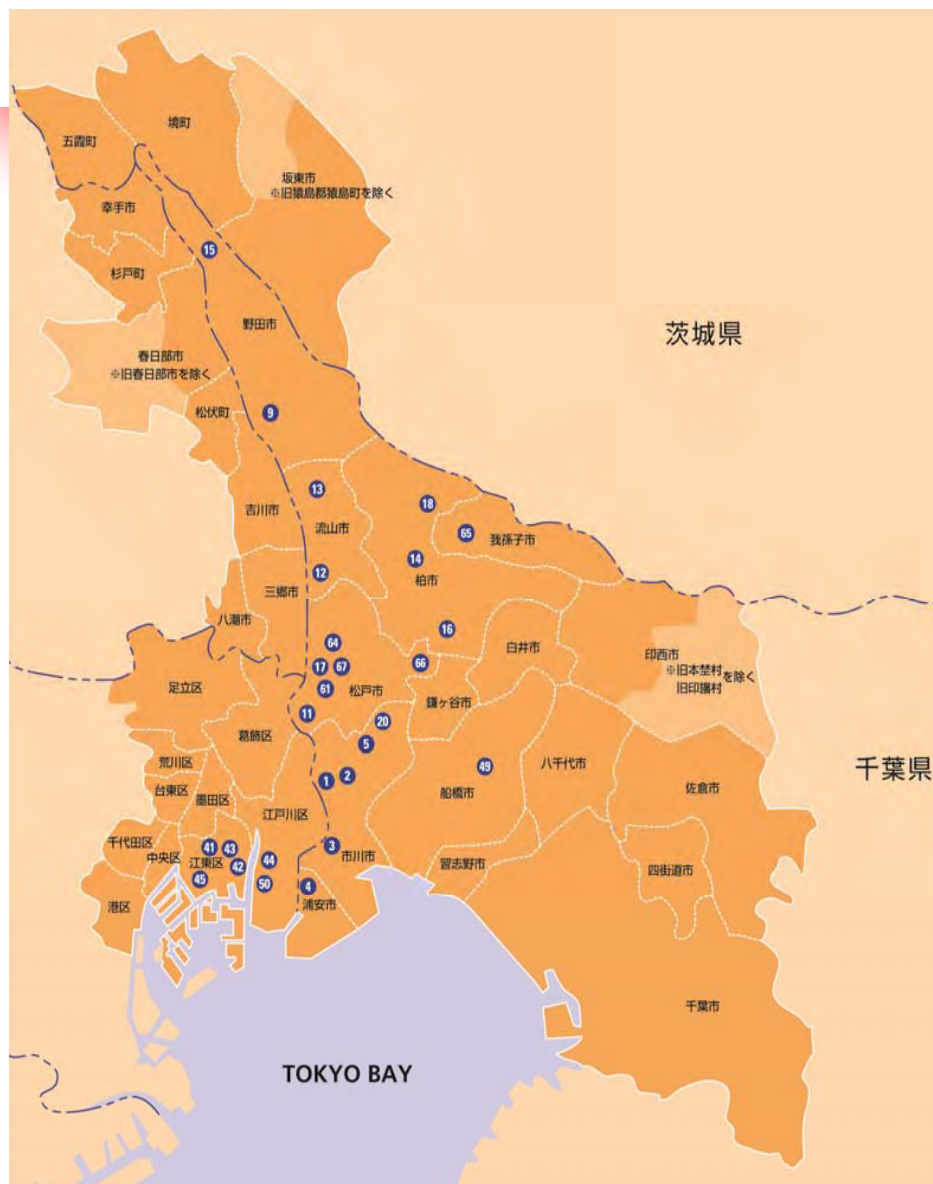 境町
五霞町
坂東市
※旧猿島郡猿島町を除く
幸手市
15
杉戸町
野田市
茨城県
春日部市
※旧春日部市を除く
松伏町
9
13
18
吉川市
流山市
65
我孫子市
14
12
柏市
三郷市
八潮市
16
64
白井市
印西市
※旧本埜村
旧印旛村
を除く
17
67
66
足立区
61
松戸市
鎌ヶ谷市
11
20
葛飾区
5
荒川区
49
八千代市
千葉県
台東区
墨田区
1
2
船橋市
佐倉市
江戸川区
千代田区
中央区
41
43
3
市川市
江東区
42
44
習志野市
四街道市
45
50
4
浦安市
港区
千葉市
TOKYO BAY